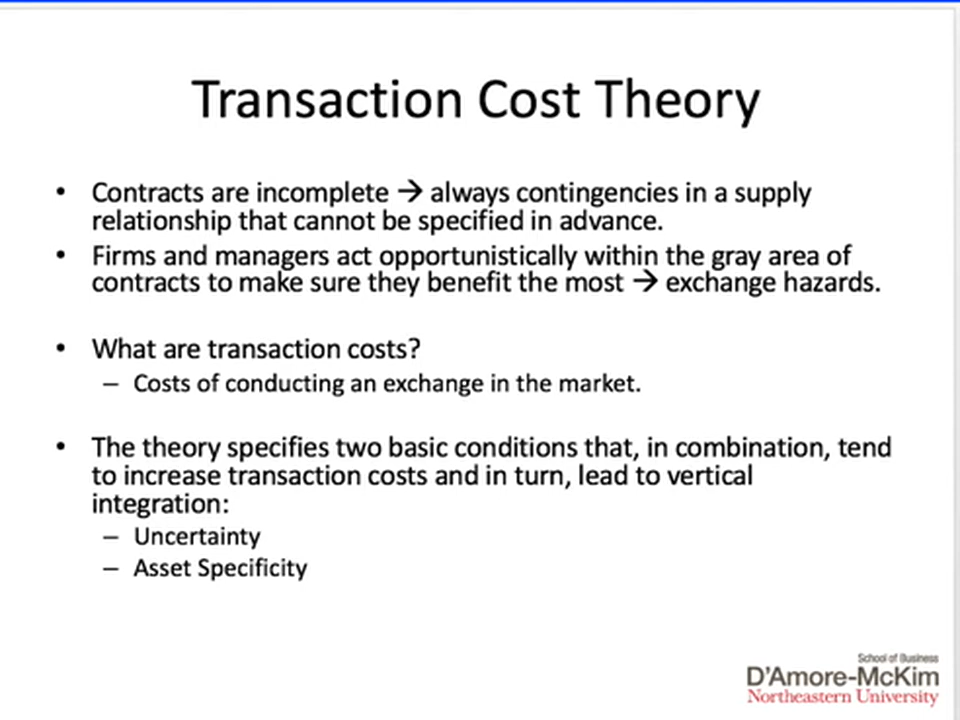 Transaction Cost Theory
• Contracts are incomplete → always contingencies in a supply
relationship that cannot be specified in advance.
• Firms and managers act opportunistically within the gray area of
contracts to make sure they benefit the most → exchange hazards.
• What are transaction costs?
– Costs of conducting an exchange in the market.
• The theory specifies two basic conditions that, in combination, tend
to increase transaction costs and in turn, lead to vertical
integration:
– Uncertainty
– Asset Specificity
School of Business
D'Amore-McKim
Northeastern University